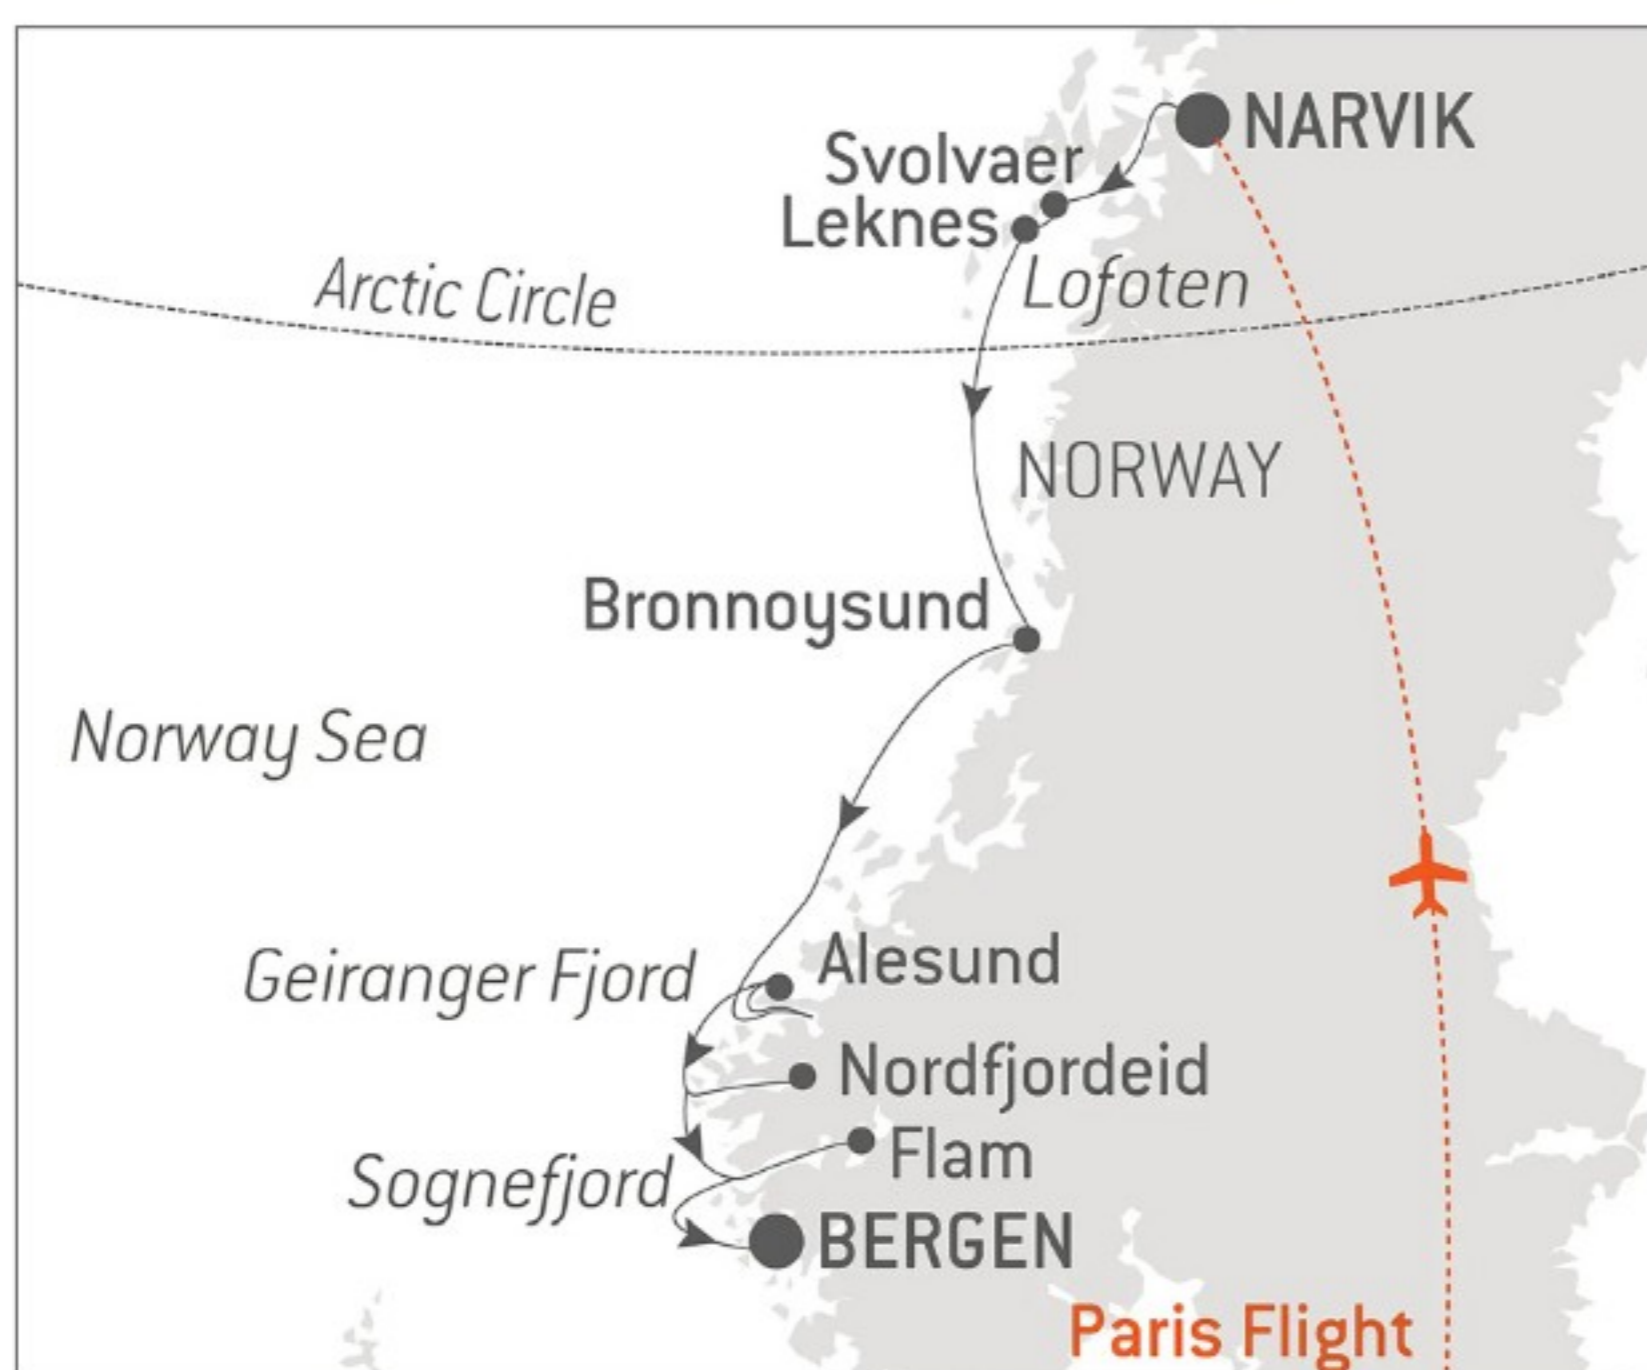 NARVIK
Svolvaer
Leknes
Arctic Circle
Lofoten
NORWAY
Bronnoysund
Norway Sea
Alesund
Geiranger Fjord
Nordfjordeid
Flam
Sognefjord
BERGEN
Paris Flight